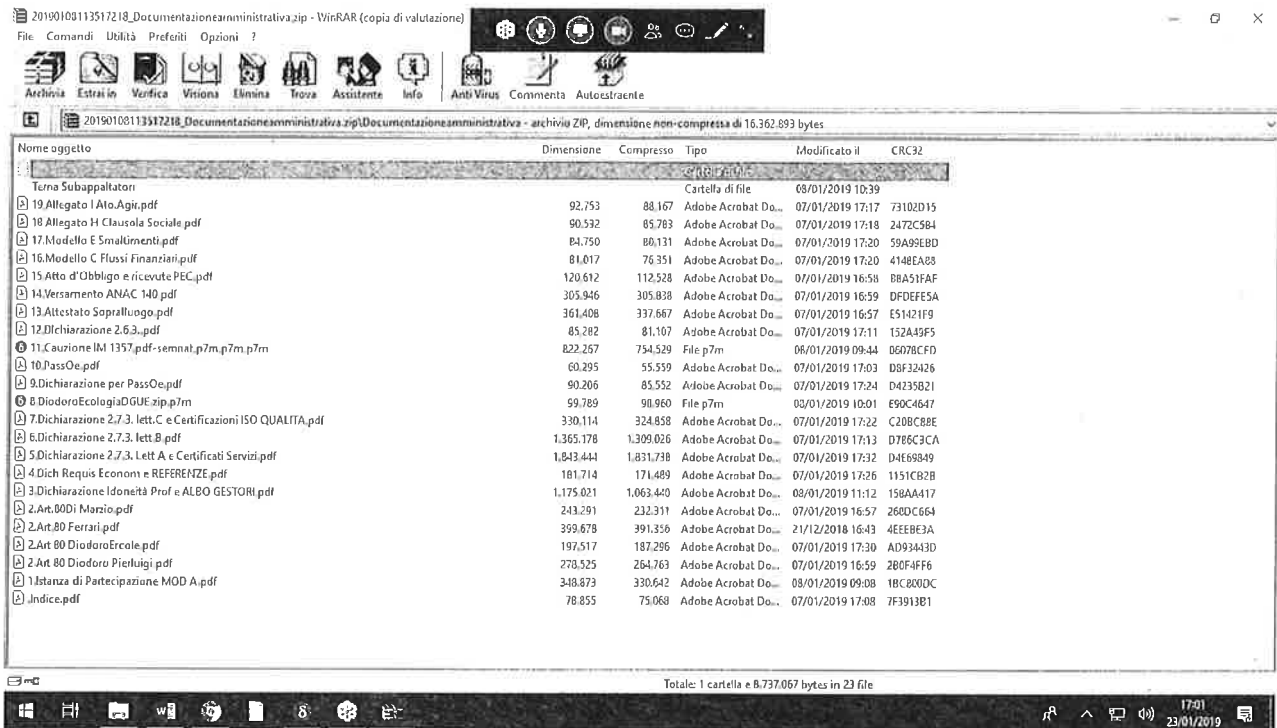 20190108113517218_Documentazioneamministrativa.zip - WinRAR (copia di valutazione)
File Comandi Utilità Preferiti Opzioni ?
Archivia Estrai in Verifica Visiona Elimina Trova Assistente Info Anti Virus Commenta Autoestraente
20190108113517218_Documentazioneamministrativa.zip\Documentazioneamministrativa - archivio ZIP, dimensione non-compressa di 16.362.893 bytes
Nome oggetto Dimensione Compresso Tipo Modificato il CRC32
Cartella di file
Terna Subappaltatori Cartella di file 08/01/2019 10:39
19.Allegato I Ato.Agir.pdf 92.753 88.167 Adobe Acrobat Do... 07/01/2019 17:17 73102D15
18 Allegato H Clausola Sociale.pdf 90.532 85.783 Adobe Acrobat Do... 07/01/2019 17:18 2472C5B4
17.Modello E Smaltimenti.pdf 84.750 80.131 Adobe Acrobat Do... 07/01/2019 17:20 59A99EBD
16.Modello C Flussi Finanziari.pdf 81.017 76.351 Adobe Acrobat Do... 07/01/2019 17:20 4148EA88
15.Atto d'Obbligo e ricevute PEC.pdf 120.612 112.528 Adobe Acrobat Do... 07/01/2019 16:58 BBA51FAF
14.Versamento ANAC 140.pdf 305.946 305.838 Adobe Acrobat Do... 07/01/2019 16:59 DFDEFE5A
13.Attestato Sopralluogo.pdf 361.408 337.667 Adobe Acrobat Do... 07/01/2019 16:57 E51421F9
12.Dichiarazione 2.6.3..pdf 85.282 81.107 Adobe Acrobat Do... 07/01/2019 17:11 152A49F5
11.Cauzione IM 1357.pdf-semnat.p7m.p7m.p7m 822.267 754.529 File p7m 08/01/2019 09:44 06078CFD
10.PassOe.pdf 60.295 55.559 Adobe Acrobat Do... 07/01/2019 17:03 D8F32426
9.Dichiarazione per PassOe.pdf 90.206 85.552 Adobe Acrobat Do... 07/01/2019 17:24 D4235B21
8.DiodoroEcologiaDGUE.zip.p7m 99.789 98.960 File p7m 08/01/2019 10:01 E90C4647
7.Dichiarazione 2.7.3. lett.C e Certificazioni ISO QUALITA.pdf 330.114 324.858 Adobe Acrobat Do... 07/01/2019 17:22 C20BC88E
6.Dichiarazione 2.7.3. lett.B.pdf 1.365.178 1.309.026 Adobe Acrobat Do... 07/01/2019 17:13 D786C3CA
5.Dichiarazione 2.7.3. Lett A e Certificati Servizi.pdf 1.843.444 1.831.738 Adobe Acrobat Do... 07/01/2019 17:32 D4E69849
4.Dich Requis Econom e REFERENZE.pdf 181.714 171.489 Adobe Acrobat Do... 07/01/2019 17:26 1151CB2B
3.Dichiarazione Idoneità Prof e ALBO GESTORI.pdf 1.175.021 1.063.440 Adobe Acrobat Do... 08/01/2019 11:12 158AA417
2.Art.80Di Marzio.pdf 243.291 232.311 Adobe Acrobat Do... 07/01/2019 16:57 260DC664
2.Art.80 Ferrari.pdf 399.678 391.356 Adobe Acrobat Do... 21/12/2018 16:43 4EEEBE3A
2.Art 80 DiodoroErcole.pdf 197.517 187.296 Adobe Acrobat Do... 07/01/2019 17:30 AD93443D
2.Art 80 Diodoro Pierluigi.pdf 278.525 264.763 Adobe Acrobat Do... 07/01/2019 16:59 2B0F4FF6
1.Istanza di Partecipazione MOD A.pdf 348.873 330.642 Adobe Acrobat Do... 08/01/2019 09:08 1BC800DC
.Indice.pdf 78.855 75.068 Adobe Acrobat Do... 07/01/2019 17:08 7F3913B1
Totale: 1 cartella e 8.737.067 bytes in 23 file
17:01
23/01/2019